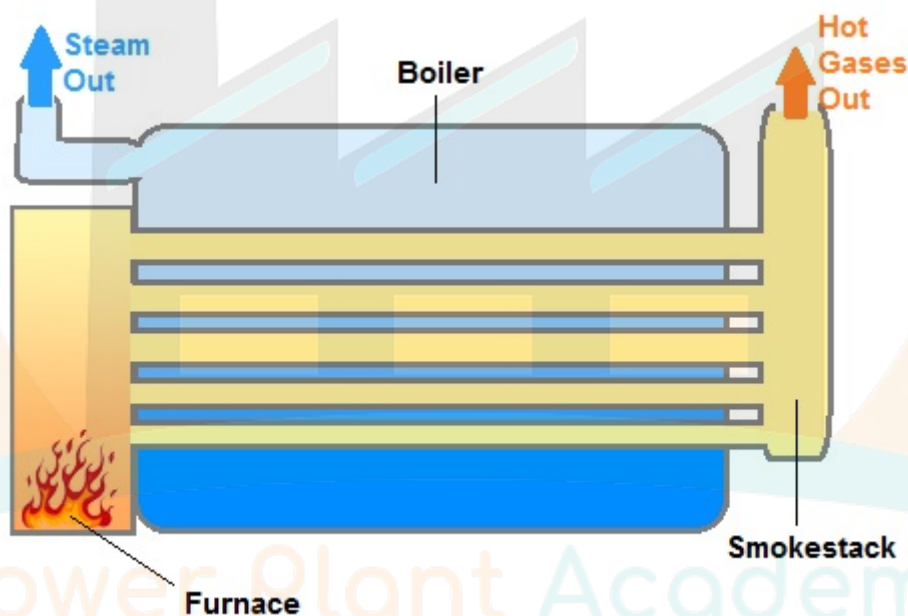 Steam
Out
Boiler
Hot
Gases
Out
Smokestack
Furnace
Power Plant Academy